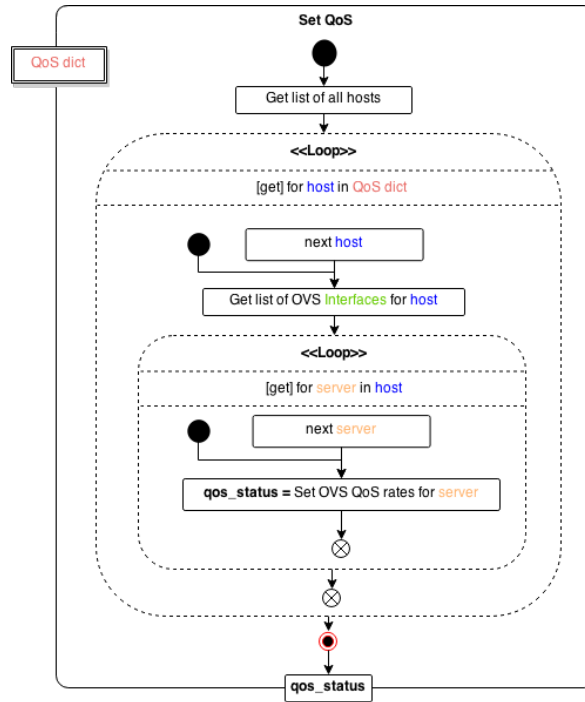 Set QoS
QoS dict
Get list of all hosts
<<Loop>>
[get] for host in QoS dict
next host
Get list of OVS Interfaces for host
<<Loop>>
[get] for server in host
next server
qos_status = Set OVS QoS rates for server
qos_status